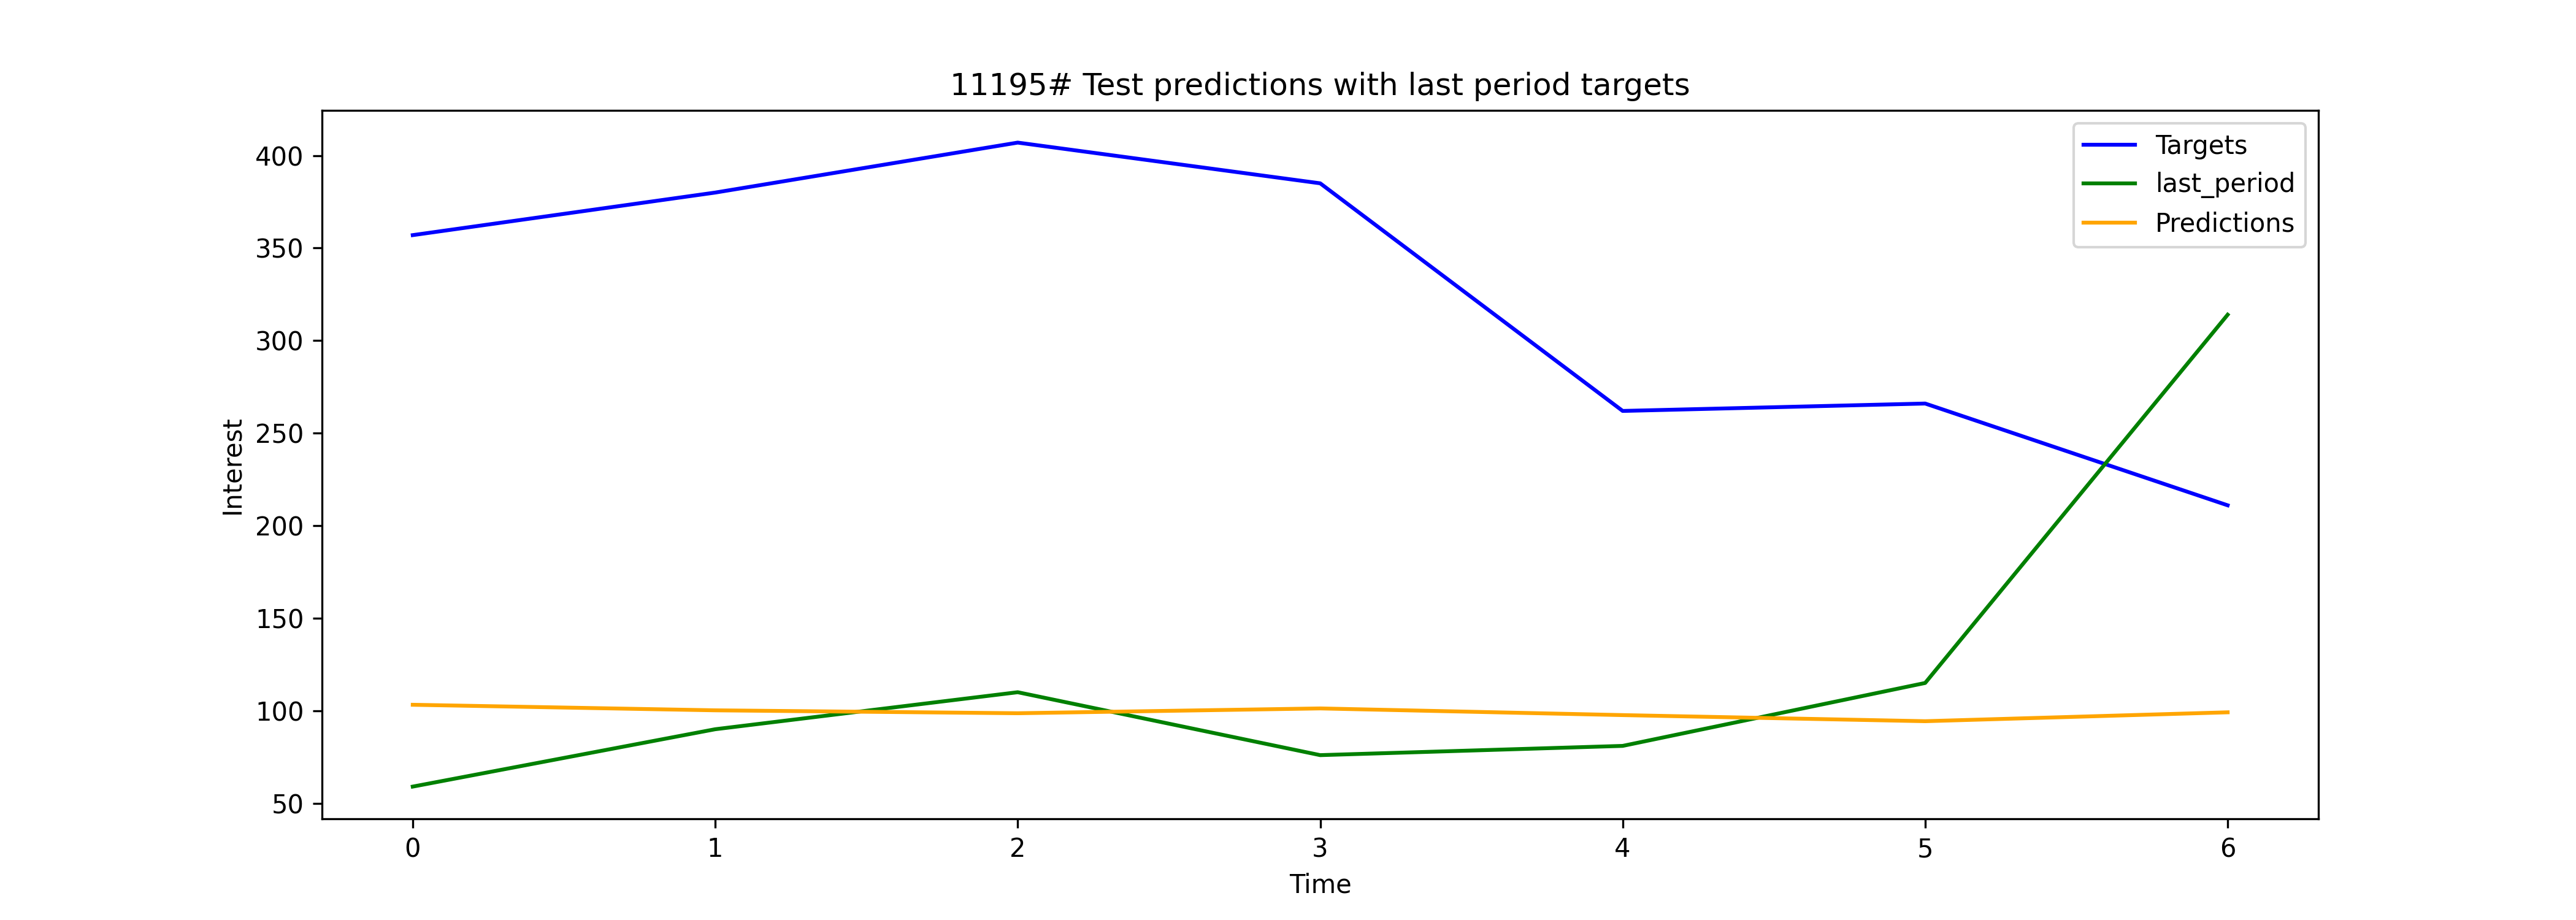 11195# Test predictions with last period targets
Targets
last_period
Predictions
Interest
400
350
300
250
200
150
100
50
0 1 2 3 4 5 6
Time